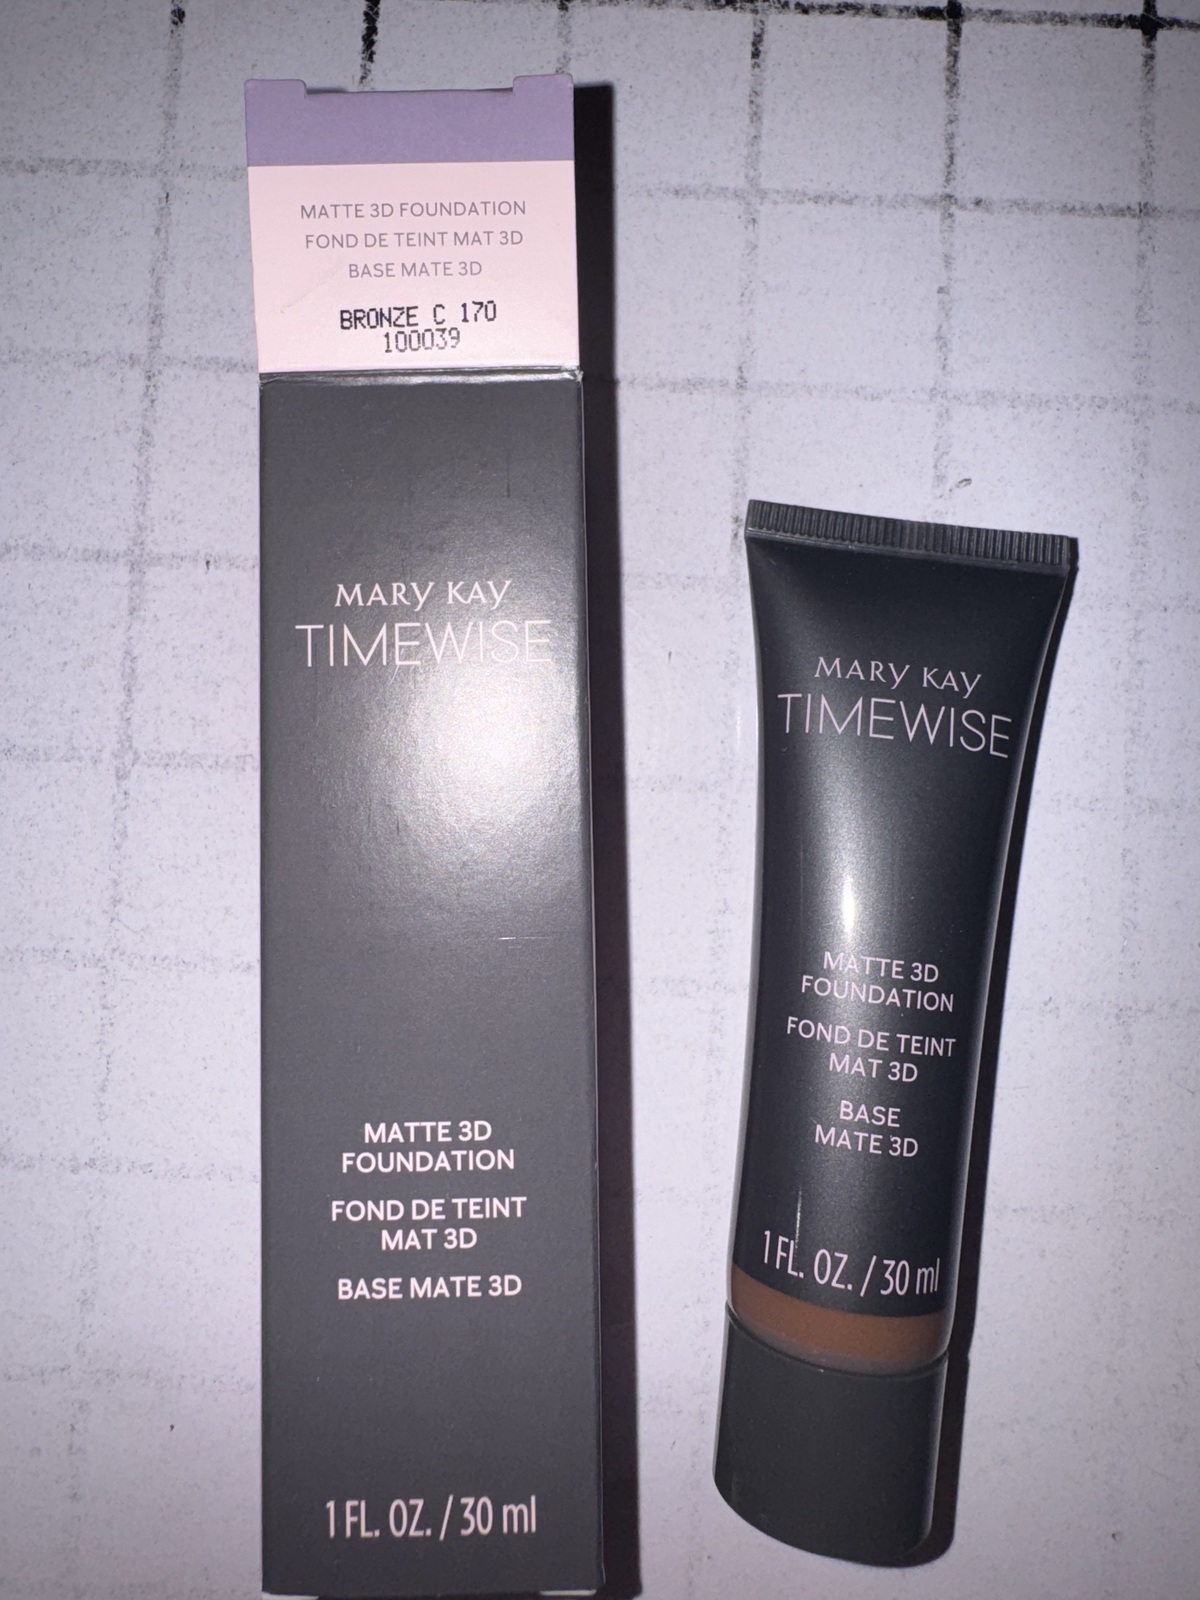 MATTE 3D FOUNDATION
FOND DE TEINT MAT 3D
BASE MATE 3D
BRONZE C 170
100039
MARY KAY
TIMEWISE
MATTE 3D
FOUNDATION
FOND DE TEINT
MAT 3D
BASE MATE 3D
1 FL. OZ. / 30 ml
MARY KAY
TIMEWISE
MATTE 3D
FOUNDATION
FOND DE TEINT
MAT 3D
BASE
MATE 3D
1 FL. OZ. / 30 ml